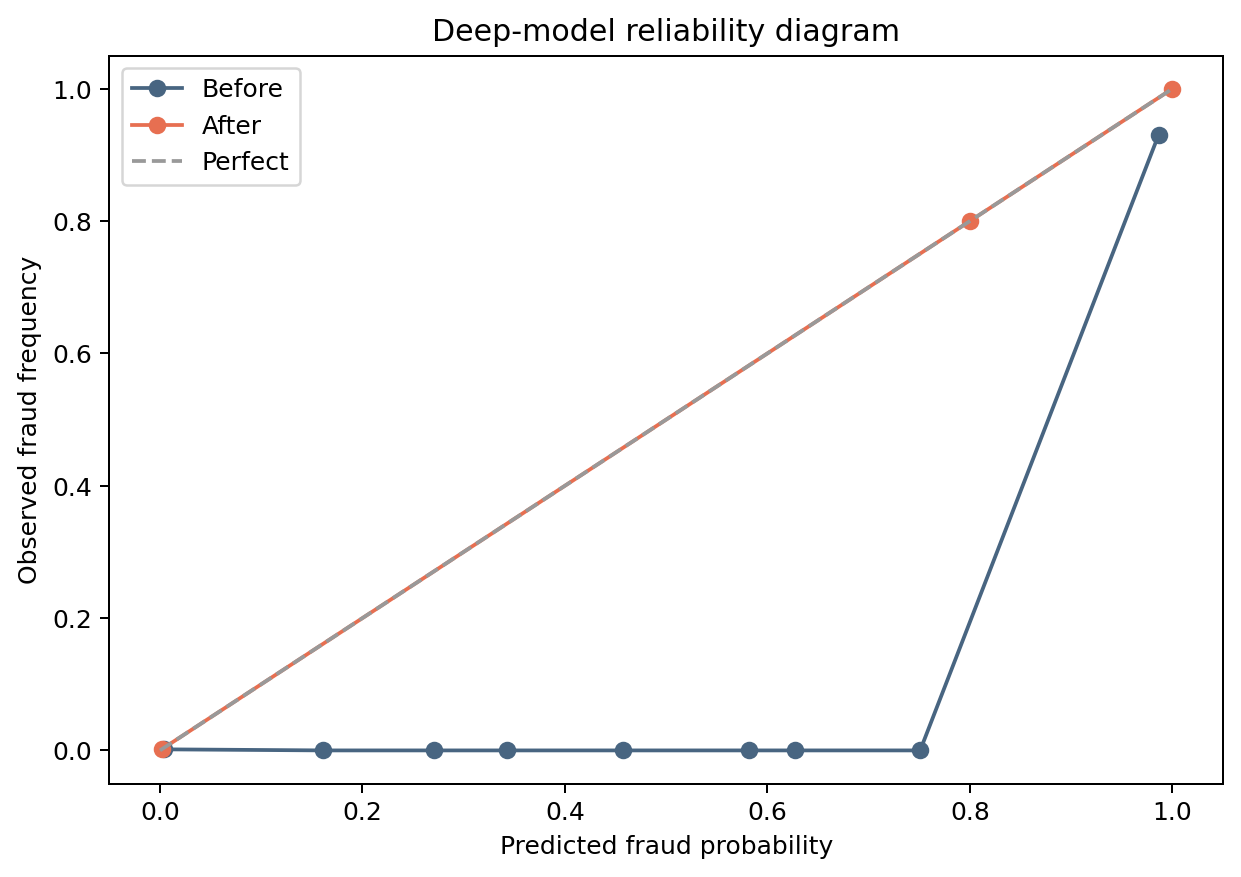 Deep-model reliability diagram
Before
After
Perfect
Observed fraud frequency
1.0
0.8
0.6
0.4
0.2
0.0
0.0 0.2 0.4 0.6 0.8 1.0
Predicted fraud probability